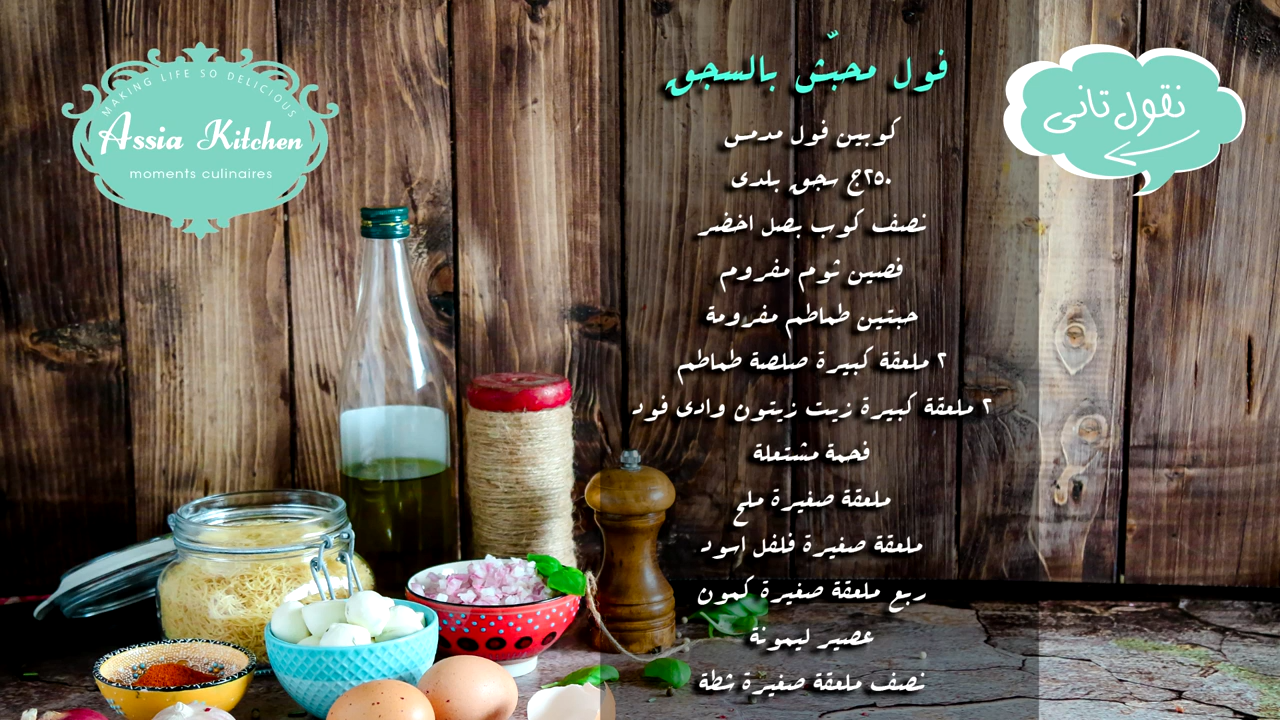 MAKING LIFE SO DELICIOUS
Assia Kitchen
moments culinaires
نقول تانى
فول محبّش بالسجق
كوبين فول مدمس
٢٥٠ج سجق بلدى
نصف كوب بصل اخضر
فصين ثوم مفروم
حبتين طماطم مفرومة
٢ ملعقة كبيرة صلصة طماطم
٢ ملعقة كبيرة زيت زيتون وادى فود
فحمة مشتعلة
ملعقة صغيرة ملح
ملعقة صغيرة فلفل اسود
ربع ملعقة صغيرة كمون
عصير ليمونة
نصف ملعقة صغيرة شطة